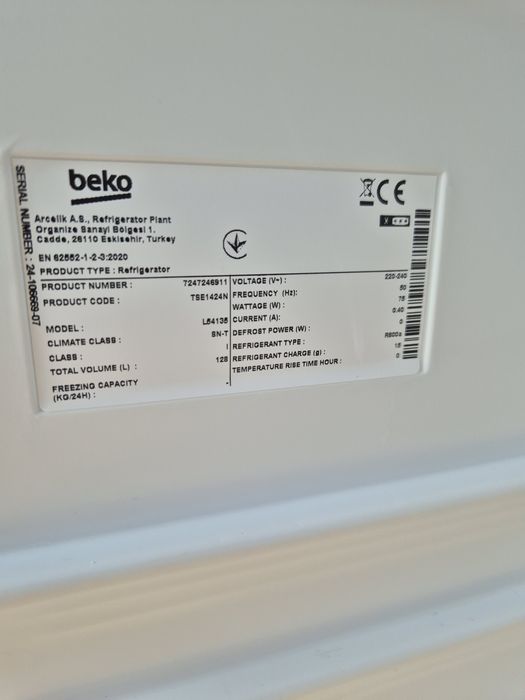 beko
Arcelik A.S., Refrigerator Plant
Organize Sanayi Bolgesi 1.
Cadde, 26110 Eskisehir, Turkey
EN 62552-1-2-3:2020
PRODUCT TYPE : Refrigerator
PRODUCT NUMBER : 7247246911
PRODUCT CODE : TSE1424N
MODEL : L54135
CLIMATE CLASS : SN-T
CLASS : I
TOTAL VOLUME (L) : 128
FREEZING CAPACITY
(KG/24H) : -
VOLTAGE (V~) : 220-240
FREQUENCY (Hz): 50
WATTAGE (W) : 75
CURRENT (A): 0.40
DEFROST POWER (W) : 0
REFRIGERANT TYPE : R600a
REFRIGERANT CHARGE (g) : 15
TEMPERATURE RISE TIME HOUR : 0
CE
SERIAL NUMBER : 24-106669-07